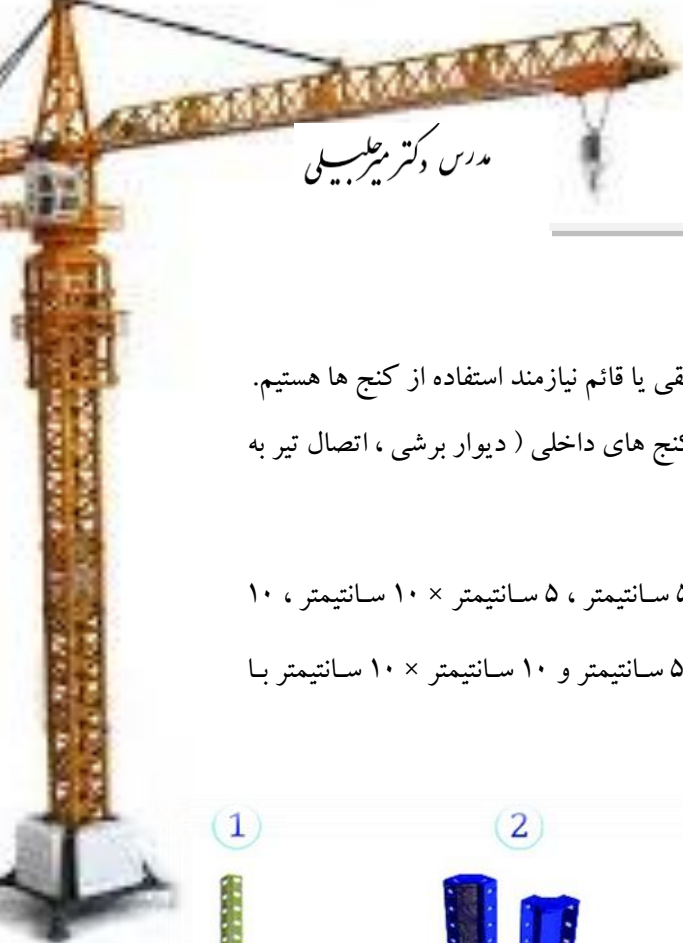 مدرس دکتر میرجلیلی
قی یا قائم نیازمند استفاده از کنج ها هستیم.
کنج های داخلی ( دیوار برشی ، اتصال تیر به
۵ سانتیمتر ، ۵ سانتیمتر × ۱۰ سانتیمتر ، ۱۰
۵ سانتیمتر و ۱۰ سانتیمتر × ۱۰ سانتیمتر با
1 2